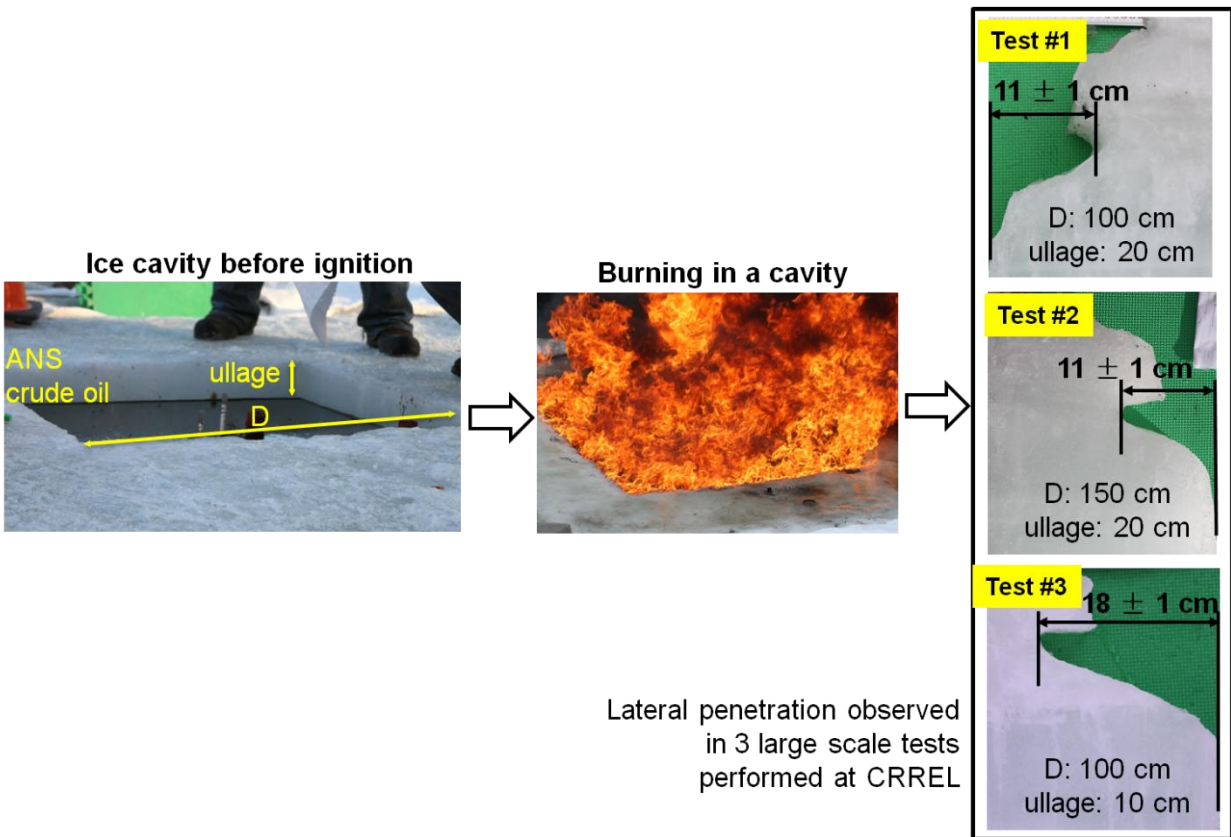 Ice cavity before ignition
ANS
crude oil
ullage
D
Burning in a cavity
Lateral penetration observed
in 3 large scale tests
performed at CRREL
Test #1
11 ± 1 cm
D: 100 cm
ullage: 20 cm
Test #2
11 ± 1 cm
D: 150 cm
ullage: 20 cm
Test #3
18 ± 1 cm
D: 100 cm
ullage: 10 cm